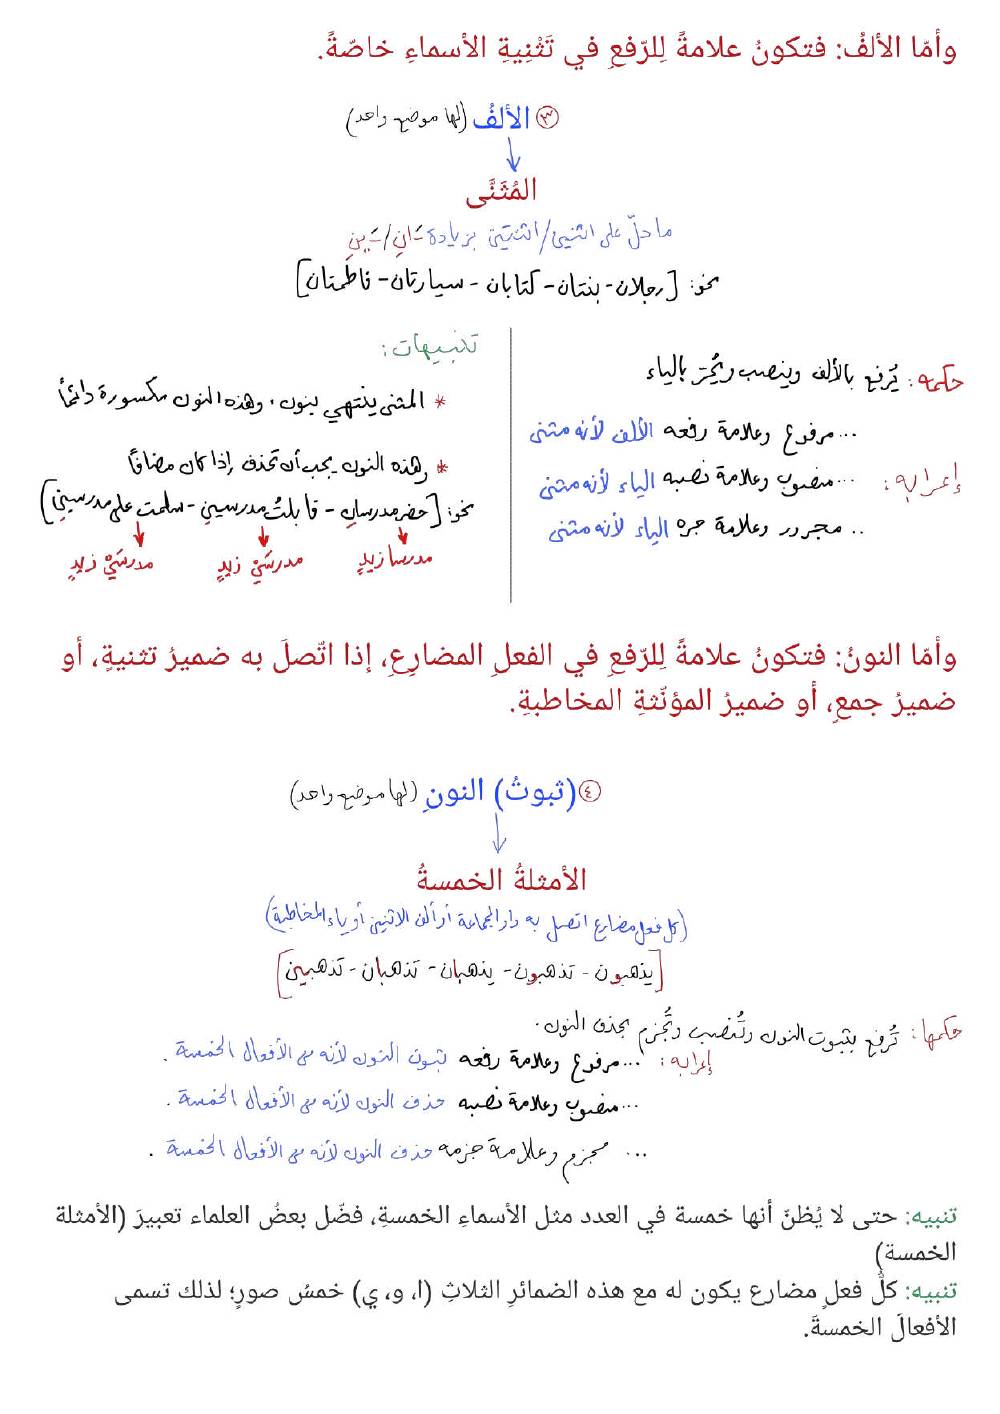 وأمّا الألفُ: فتكونُ علامةً لِلرّفعِ في تَثْنِيةِ الأسماءِ خاصّةً.
٣ الألفُ (لها موضع واحد)
المُثَنَّى
ما دلّ على اثنين/اثنتين بزيادة ـَانِ/ـَينِ
نحو: [رجلان - بنتان - كتابان - سيارتان - فاطمتان]
حكمه: يُرفع بالألف وينصب ويُجرّ بالياء
إعرابه:
... مرفوع وعلامة رفعه الألف لأنه مثنى
... منصوب وعلامة نصبه الياء لأنه مثنى
.. مجرور وعلامة جره الياء لأنه مثنى
تنبيهات:
* المثنى ينتهي بنون، وهذه النون مكسورة دائمًا
* وهذه النون يجب أن تحذف إذا كان مضافًا
نحو: [حضر مدرسانِ - قابلتُ مدرسينِ - سلمت على مدرسينِ]
مدرسا زيدٍ مدرسَيْ زيدٍ مدرسَيْ زيدٍ
وأمّا النونُ: فتكونُ علامةً لِلرّفعِ في الفعلِ المضارِعِ، إذا اتّصلَ به ضميرُ تثنيةٍ، أو
ضميرُ جمعٍ، أو ضميرُ المؤنّثةِ المخاطبةِ.
٤ (ثبوتُ) النونِ (لها موضع واحد)
الأمثلةُ الخمسةُ
(كل فعل مضارع اتصل به واو الجماعة أو ألف الاثنين أو ياء المخاطبة)
[يذهبون - تذهبون - يذهبان - تذهبان - تذهبين]
حكمها: تُرفع بثبوت النون وتُنصب وتُجزم بحذف النون.
إعرابه: ... مرفوع وعلامة رفعه ثبوت النون لأنه من الأفعال الخمسة.
... منصوب وعلامة نصبه حذف النون لأنه من الأفعال الخمسة.
... مجزوم وعلامة جزمه حذف النون لأنه من الأفعال الخمسة.
تنبيه: حتى لا يُظنّ أنها خمسة في العدد مثل الأسماءِ الخمسةِ، فضّل بعضُ العلماء تعبيرَ (الأمثلة
الخمسة)
تنبيه: كلُّ فعلٍ مضارع يكون له مع هذه الضمائرِ الثلاثِ (ا، و، ي) خمسُ صورٍ؛ لذلك تسمى
الأفعالَ الخمسةَ.